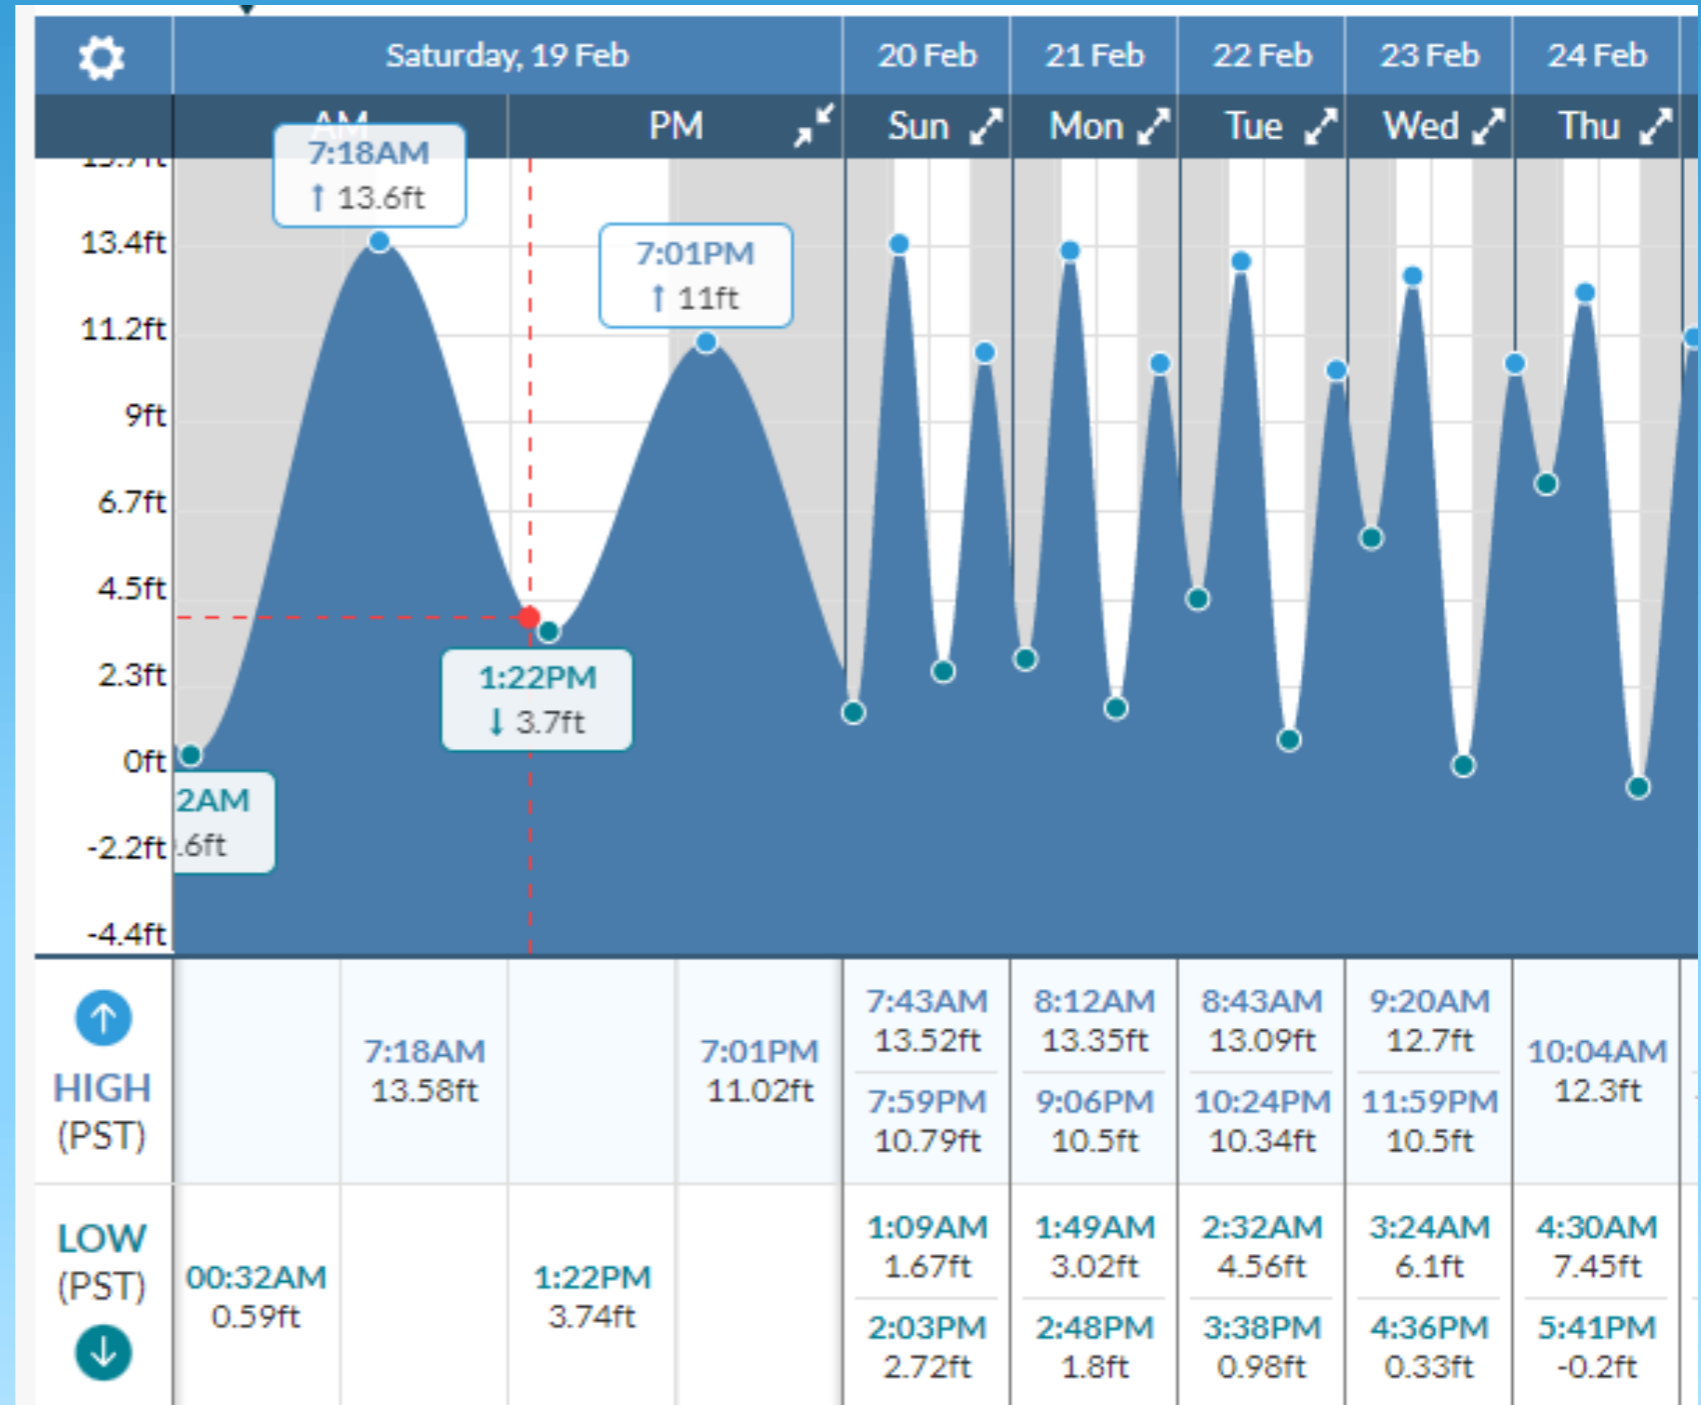 Saturday, 19 Feb
20 Feb
21 Feb
22 Feb
23 Feb
24 Feb
AM
PM
Sun
Mon
Tue
Wed
Thu
7:18AM
↑ 13.6ft
7:01PM
↑ 11ft
1:22PM
↓ 3.7ft
2AM
.6ft
13.4ft
11.2ft
9ft
6.7ft
4.5ft
2.3ft
0ft
-2.2ft
-4.4ft
HIGH
(PST)
7:18AM
13.58ft
7:01PM
11.02ft
7:43AM
13.52ft
7:59PM
10.79ft
8:12AM
13.35ft
9:06PM
10.5ft
8:43AM
13.09ft
10:24PM
10.34ft
9:20AM
12.7ft
11:59PM
10.5ft
10:04AM
12.3ft
LOW
(PST)
00:32AM
0.59ft
1:22PM
3.74ft
1:09AM
1.67ft
2:03PM
2.72ft
1:49AM
3.02ft
2:48PM
1.8ft
2:32AM
4.56ft
3:38PM
0.98ft
3:24AM
6.1ft
4:36PM
0.33ft
4:30AM
7.45ft
5:41PM
-0.2ft